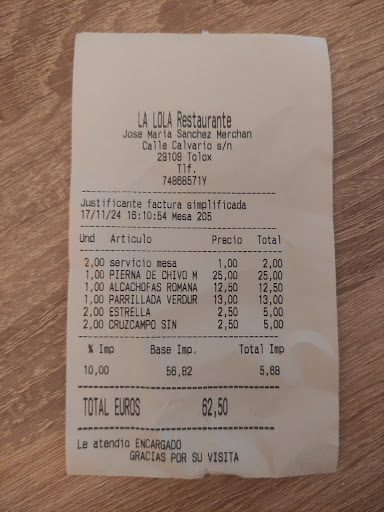 LA LOLA Restaurante
Jose Maria Sanchez Merchan
Calle Calvario s/n
29109 Tolox
Tlf.
74868571Y
Justificante factura simplificada
17/11/24 16:10:54 Mesa 205
Und Articulo Precio Total
2,00 servicio mesa 1,00 2,00
1,00 PIERNA DE CHIVO M 25,00 25,00
1,00 ALCACHOFAS ROMANA 12,50 12,50
1,00 PARRILLADA VERDUR 13,00 13,00
2,00 ESTRELLA 2,50 5,00
2,00 CRUZCAMPO SIN 2,50 5,00
% Imp Base Imp. Total Imp
10,00 56,82 5,68
TOTAL EUROS 62,50
Le atendio ENCARGADO
GRACIAS POR SU VISITA